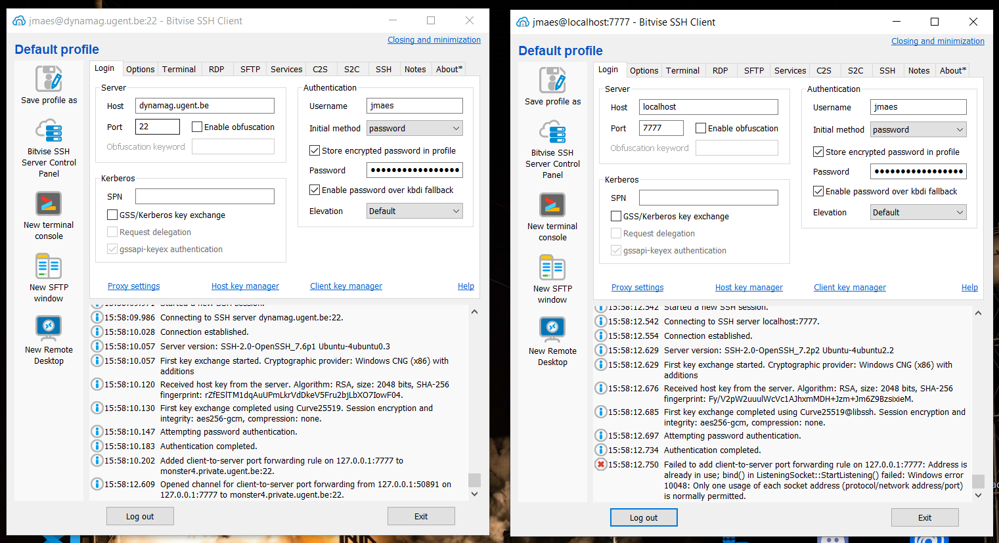 jmaes@dynamag.ugent.be:22 - Bitvise SSH Client
Closing and minimization
Default profile
Save profile as
Bitvise SSH
Server Control
Panel
New terminal
console
New SFTP
window
New Remote
Desktop
Login Options Terminal RDP SFTP Services C2S S2C SSH Notes About*
Server
Host dynamag.ugent.be
Port 22 Enable obfuscation
Obfuscation keyword
Kerberos
SPN
GSS/Kerberos key exchange
Request delegation
gssapi-keyex authentication
Authentication
Username jmaes
Initial method password
Store encrypted password in profile
Password •••••••••••••••••
Enable password over kbdi fallback
Elevation Default
Proxy settings Host key manager Client key manager Help
15:58:09.971 Started a new SSH session.
15:58:09.986 Connecting to SSH server dynamag.ugent.be:22.
15:58:10.028 Connection established.
15:58:10.057 Server version: SSH-2.0-OpenSSH_7.6p1 Ubuntu-4ubuntu0.3
15:58:10.057 First key exchange started. Cryptographic provider: Windows CNG (x86) with
additions
15:58:10.120 Received host key from the server. Algorithm: RSA, size: 2048 bits, SHA-256
fingerprint: rZfESlTM1dqAuUPmLkrVdDkeV5Fru2bjLbXO7IowF04.
15:58:10.130 First key exchange completed using Curve25519. Session encryption and
integrity: aes256-gcm, compression: none.
15:58:10.147 Attempting password authentication.
15:58:10.183 Authentication completed.
15:58:10.202 Added client-to-server port forwarding rule on 127.0.0.1:7777 to
monster4.private.ugent.be:22.
15:58:12.609 Opened channel for client-to-server port forwarding from 127.0.0.1:50891 on
127.0.0.1:7777 to monster4.private.ugent.be:22.
Log out Exit
jmaes@localhost:7777 - Bitvise SSH Client
Closing and minimization
Default profile
Save profile as
Bitvise SSH
Server Control
Panel
New terminal
console
New SFTP
window
New Remote
Desktop
Login Options Terminal RDP SFTP Services C2S S2C SSH Notes About*
Server
Host localhost
Port 7777 Enable obfuscation
Obfuscation keyword
Kerberos
SPN
GSS/Kerberos key exchange
Request delegation
gssapi-keyex authentication
Authentication
Username jmaes
Initial method password
Store encrypted password in profile
Password •••••••••••••••••
Enable password over kbdi fallback
Elevation Default
Proxy settings Host key manager Client key manager Help
15:58:12.542 Started a new SSH session.
15:58:12.542 Connecting to SSH server localhost:7777.
15:58:12.554 Connection established.
15:58:12.629 Server version: SSH-2.0-OpenSSH_7.2p2 Ubuntu-4ubuntu2.2
15:58:12.629 First key exchange started. Cryptographic provider: Windows CNG (x86) with
additions
15:58:12.676 Received host key from the server. Algorithm: RSA, size: 2048 bits, SHA-256
fingerprint: Fy/V2pW2uuulWcVc1AJhxmMDH+Jzm+Jm6Z9BzsixieM.
15:58:12.685 First key exchange completed using Curve25519@libssh. Session encryption and
integrity: aes256-gcm, compression: none.
15:58:12.697 Attempting password authentication.
15:58:12.734 Authentication completed.
15:58:12.750 Failed to add client-to-server port forwarding rule on 127.0.0.1:7777: Address is
already in use; bind() in ListeningSocket::StartListening() failed: Windows error
10048: Only one usage of each socket address (protocol/network address/port)
is normally permitted.
Log out Exit